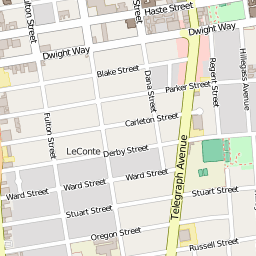 Haste Street
ulton Street
Dwight Way
Dwight Way
Blake Street
Dana Street
Regent Street
Hillegass Avenue
Parker Street
Carleton Street
Fulton Street
LeConte
Derby Street
Telegraph Avenue
Ward Street
Ward Street
Ward Street
Stuart Street
Stuart Street
Oregon Street
Russell Street